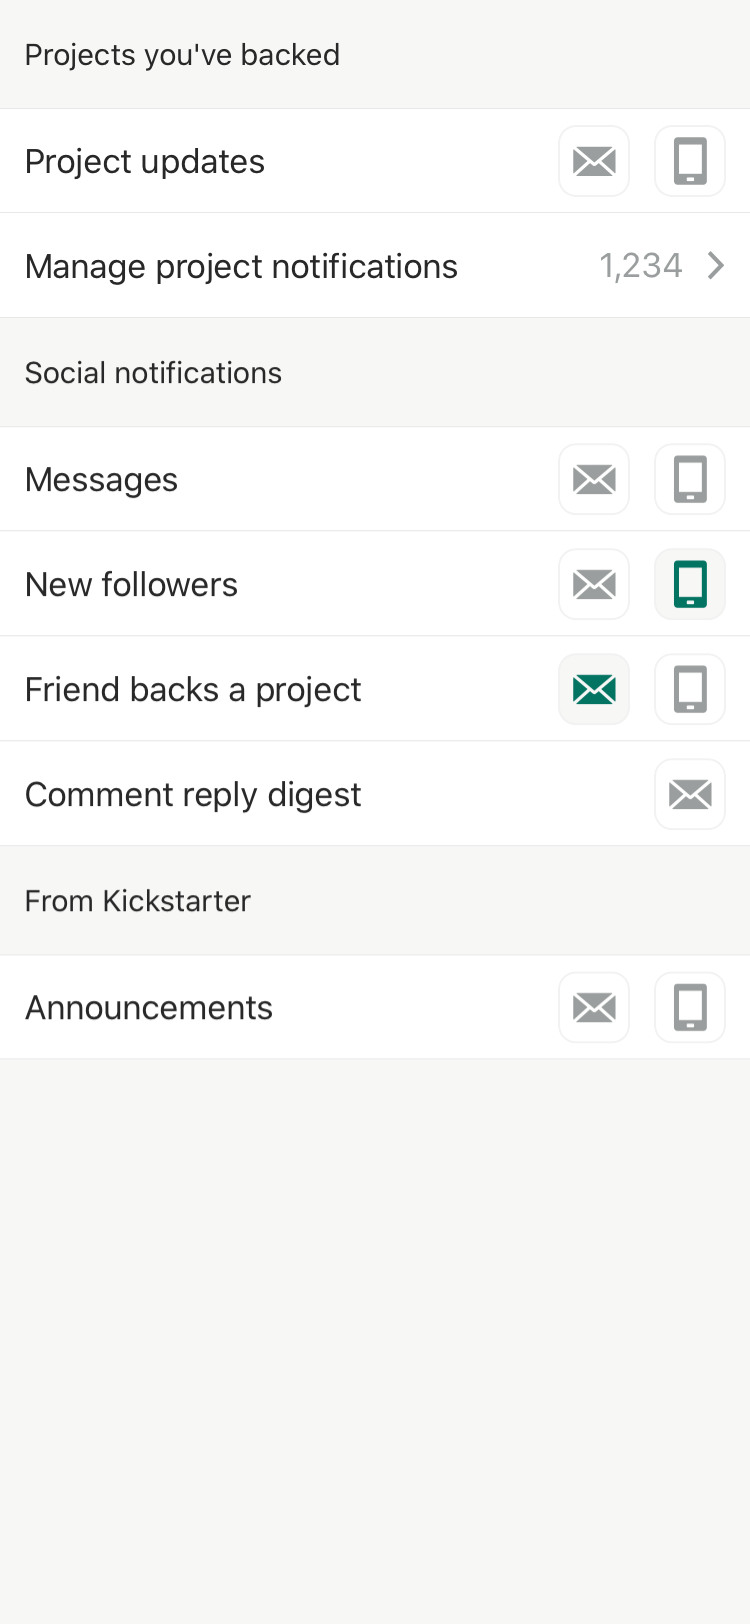 Projects you've backed
Project updates
Manage project notifications 1,234
Social notifications
Messages
New followers
Friend backs a project
Comment reply digest
From Kickstarter
Announcements